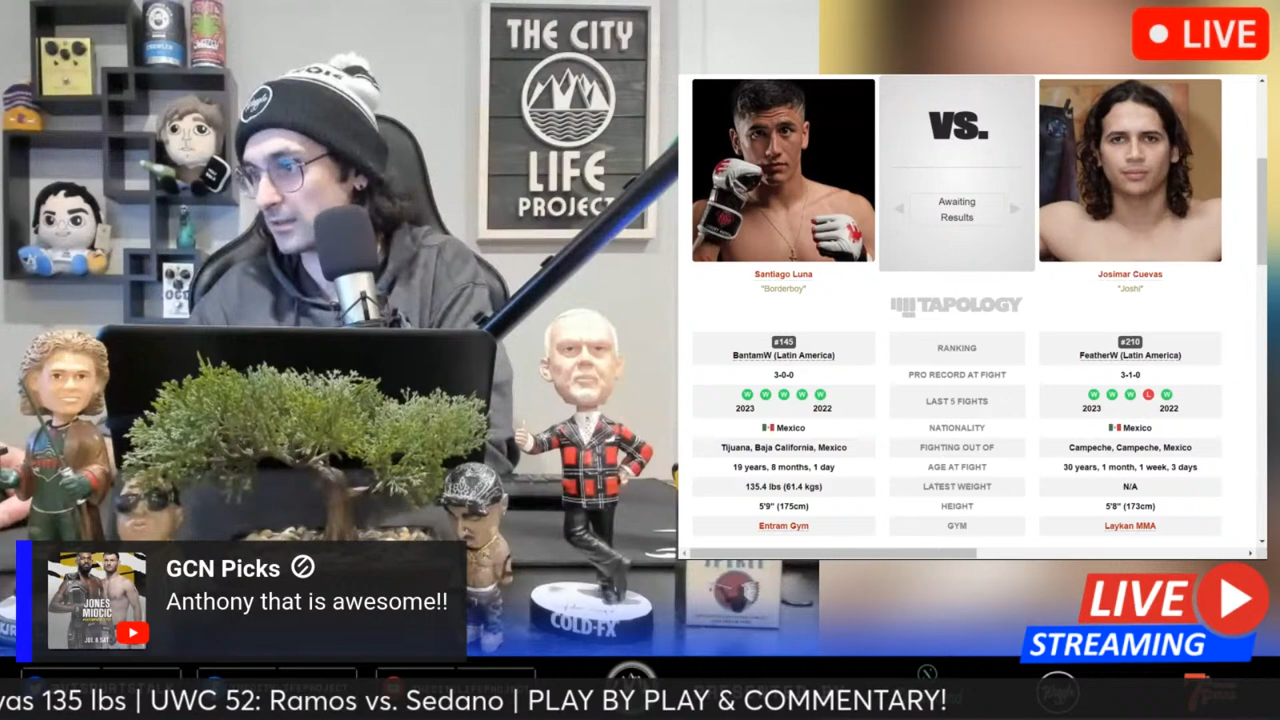 LIVE
THE CITY
LIFE
PROJECT
VS.
Awaiting
Results
Santiago Luna
"Borderboy"
Josimar Cuevas
"Joshi"
TAPOLOGY
#145
BantamW (Latin America)
RANKING
#210
FeatherW (Latin America)
3-0-0
PRO RECORD AT FIGHT
3-1-0
W W W W W
2023 2022
LAST 5 FIGHTS
W W W L W
2023 2022
Mexico
NATIONALITY
Mexico
Tijuana, Baja California, Mexico
FIGHTING OUT OF
Campeche, Campeche, Mexico
19 years, 8 months, 1 day
AGE AT FIGHT
30 years, 1 month, 1 week, 3 days
135.4 lbs (61.4 kgs)
LATEST WEIGHT
N/A
5'9" (175cm)
HEIGHT
5'8" (173cm)
Entram Gym
GYM
Laykan MMA
GCN Picks
Anthony that is awesome!!
JONES
MIOCIC
COLD-FX
LIVE
STREAMING
vas 135 lbs | UWC 52: Ramos vs. Sedano | PLAY BY PLAY & COMMENTARY!